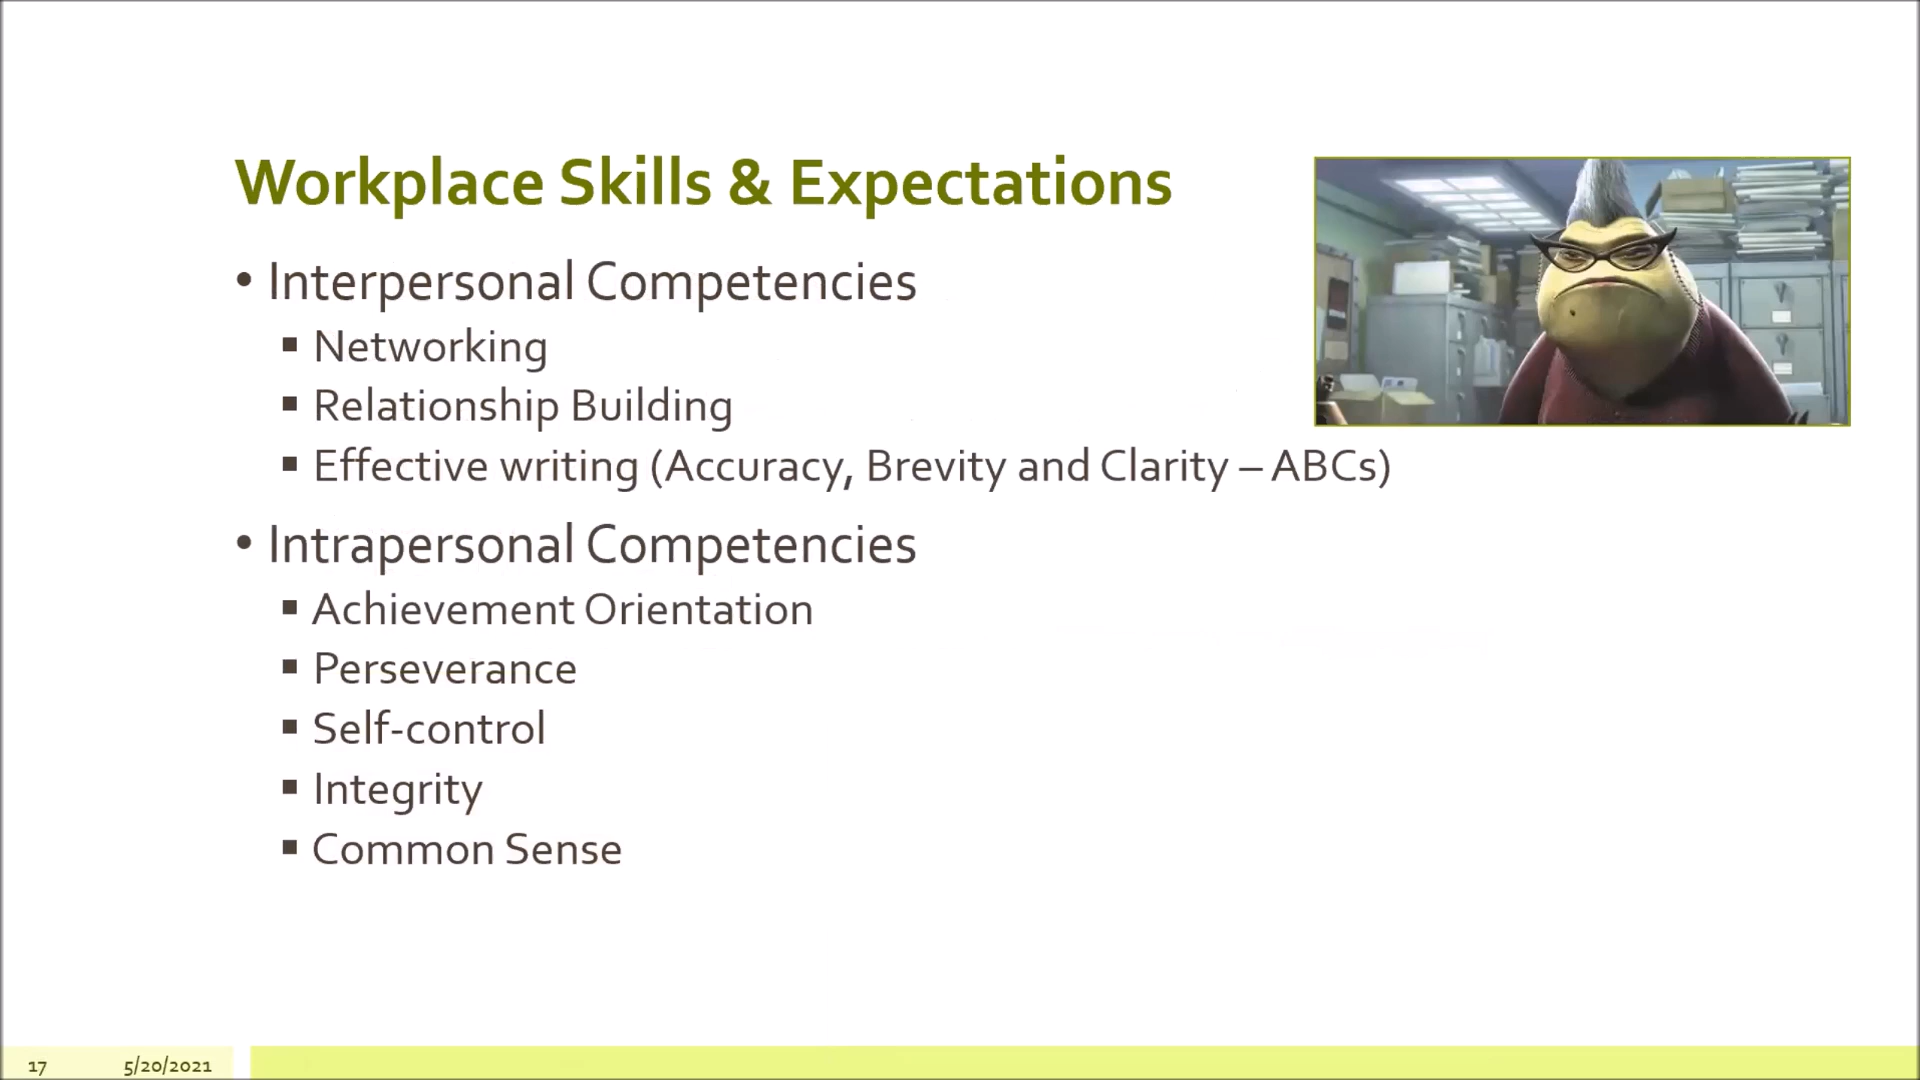 Workplace Skills & Expectations
• Interpersonal Competencies
▪ Networking
▪ Relationship Building
▪ Effective writing (Accuracy, Brevity and Clarity – ABCs)
• Intrapersonal Competencies
▪ Achievement Orientation
▪ Perseverance
▪ Self-control
▪ Integrity
▪ Common Sense
17 5/20/2021